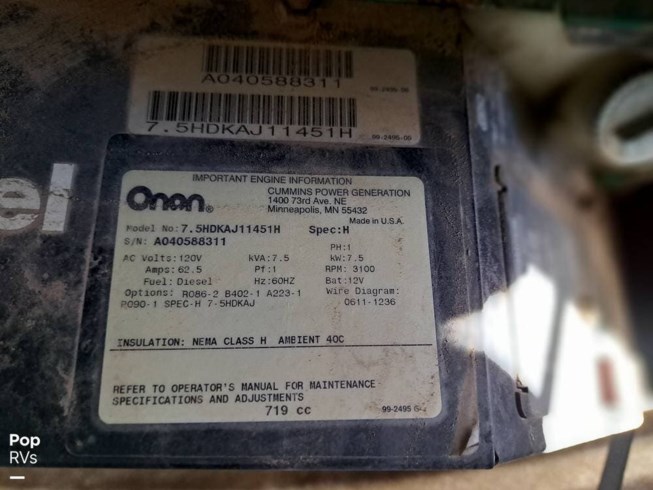 A040588311
99-2495-05
7.5HDKAJ11451H
99-2495-05
el
IMPORTANT ENGINE INFORMATION
Onan® CUMMINS POWER GENERATION
1400 73rd Ave. NE
Minneapolis, MN 55432
Made in U.S.A.
Model No:7.5HDKAJ11451H Spec:H
S/N: A040588311 PH:1
AC Volts:120V kVA:7.5 kW:7.5
Amps:62.5 Pf:1 RPM: 3100
Fuel: Diesel Hz:60HZ Bat:12V
Options: R086-2 B402-1 A223-1 Wire Diagram:
R090-1 SPEC-H 7-5HDKAJ 0611-1236
INSULATION: NEMA CLASS H AMBIENT 40C
REFER TO OPERATOR'S MANUAL FOR MAINTENANCE
SPECIFICATIONS AND ADJUSTMENTS
719 cc 99-2495
Pop
RVs